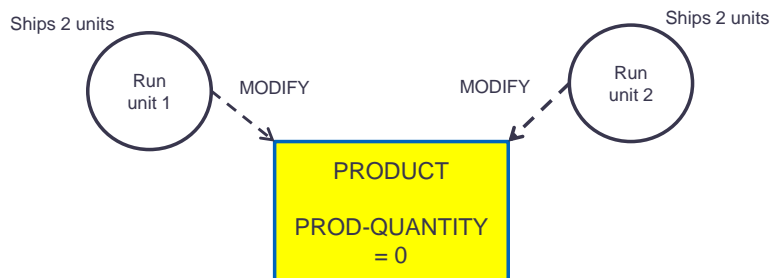 Ships 2 units
Ships 2 units
Run
unit 1
MODIFY
MODIFY
Run
unit 2
PRODUCT
PROD-QUANTITY
= 0